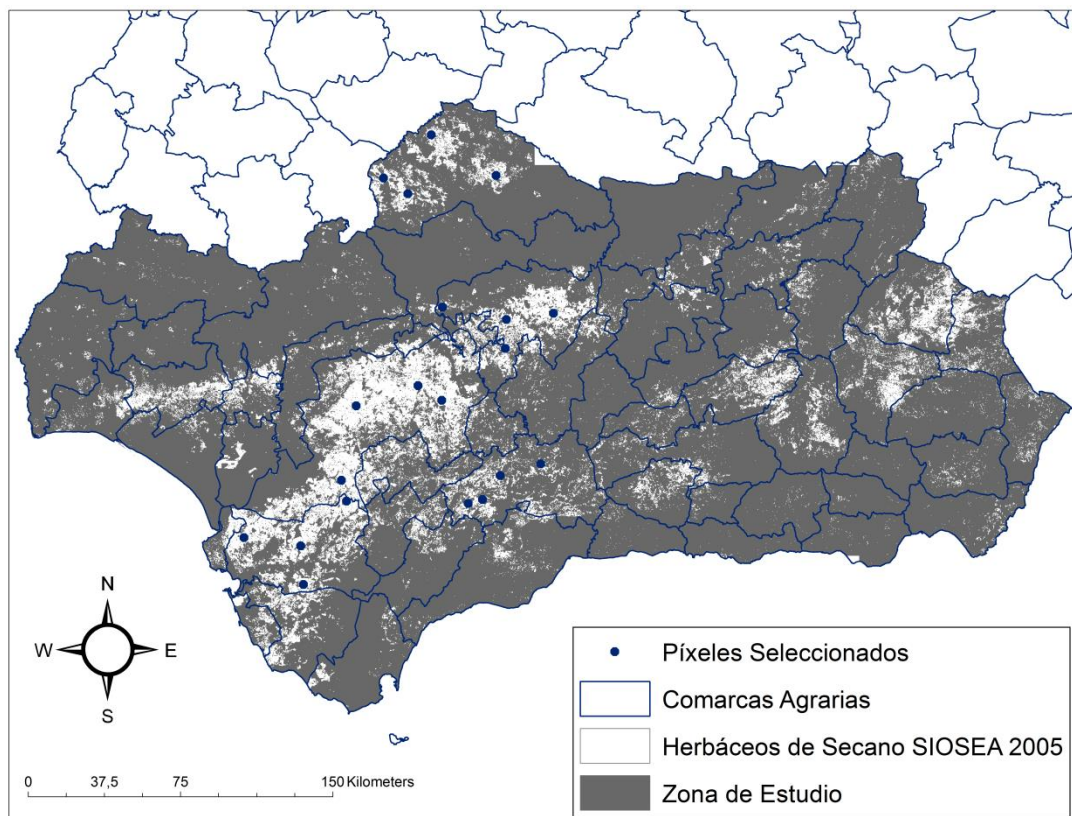 N
W
E
S
0
37,5
75
150 Kilometers
Píxeles Seleccionados
Comarcas Agrarias
Herbáceos de Secano SIOSEA 2005
Zona de Estudio